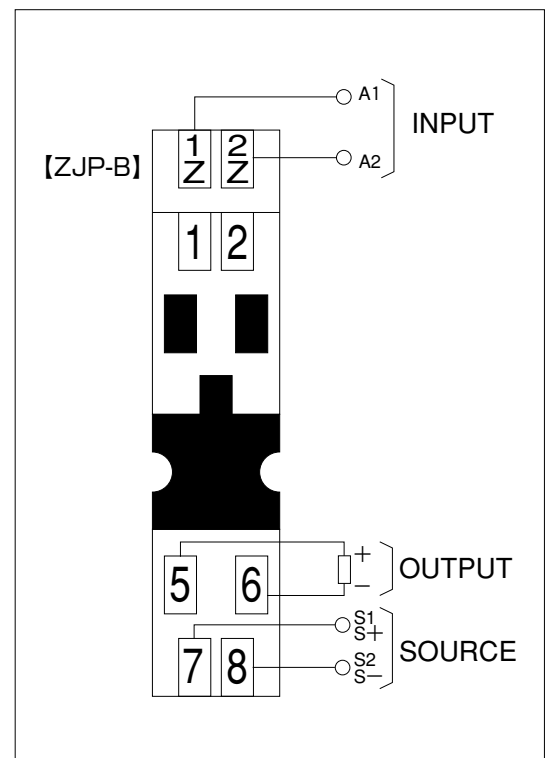 A1
INPUT
A2
【ZJP-B】
1 2
Z Z
1 2
5 6
+
−
OUTPUT
7 8
S1
S+
S2
S−
SOURCE